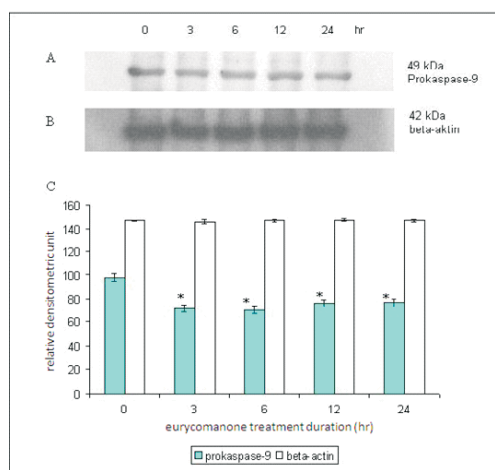 0 3 6 12 24 hr
A
49 kDa
Prokaspase-9
B
42 kDa
beta-aktin
C
relative densitometric unit
160
140
120
100
80
60
40
20
0
* * * *
0 3 6 12 24
eurycomanone treatment duration (hr)
prokaspase-9 beta-actin